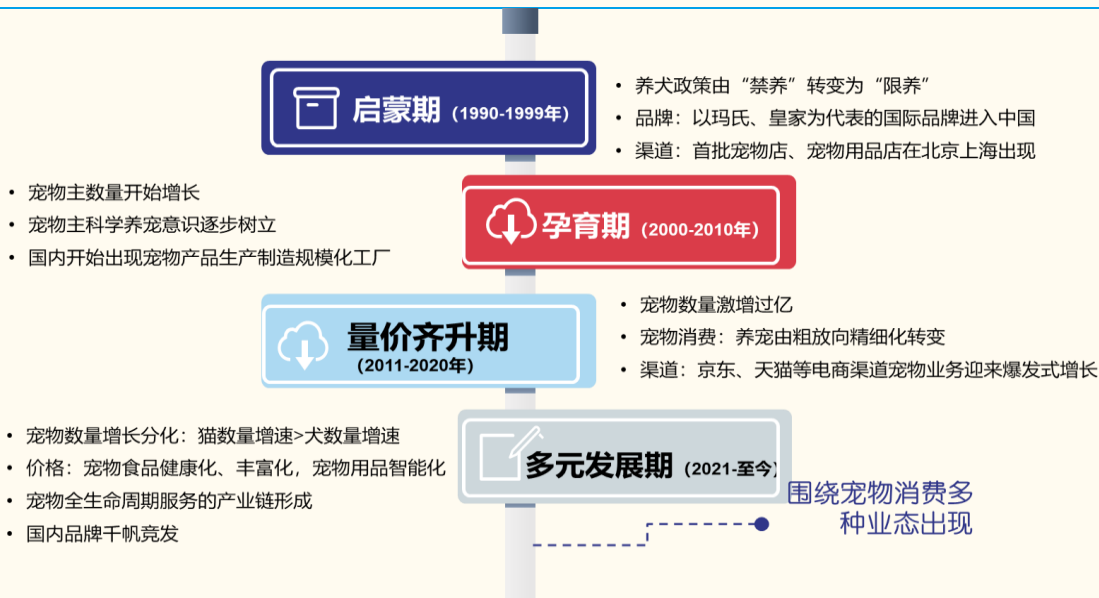 启蒙期（1990-1999年）
• 养犬政策由“禁养”转变为“限养”
• 品牌：以玛氏、皇家为代表的国际品牌进入中国
• 渠道：首批宠物店、宠物用品店在北京上海出现
• 宠物主数量开始增长
• 宠物主科学养宠意识逐步树立
• 国内开始出现宠物产品生产制造规模化工厂
孕育期（2000-2010年）
量价齐升期
（2011-2020年）
• 宠物数量激增过亿
• 宠物消费：养宠由粗放向精细化转变
• 渠道：京东、天猫等电商渠道宠物业务迎来爆发式增长
• 宠物数量增长分化：猫数量增速>犬数量增速
• 价格：宠物食品健康化、丰富化，宠物用品智能化
• 宠物全生命周期服务的产业链形成
• 国内品牌千帆竞发
多元发展期（2021-至今）
围绕宠物消费多
种业态出现